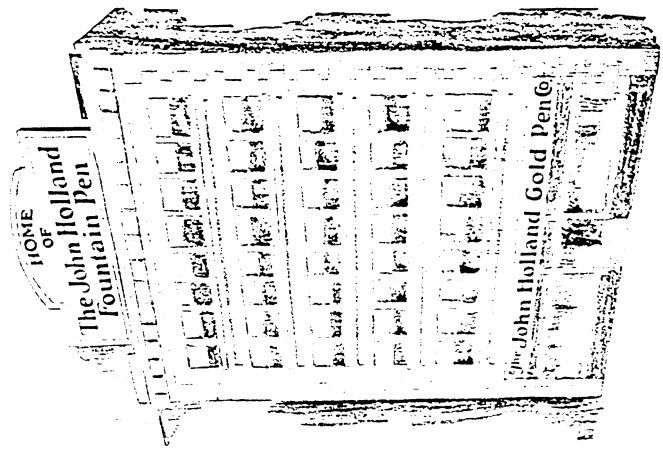 HOME
OF
The John Holland
Fountain Pen
The John Holland Gold Pen Co